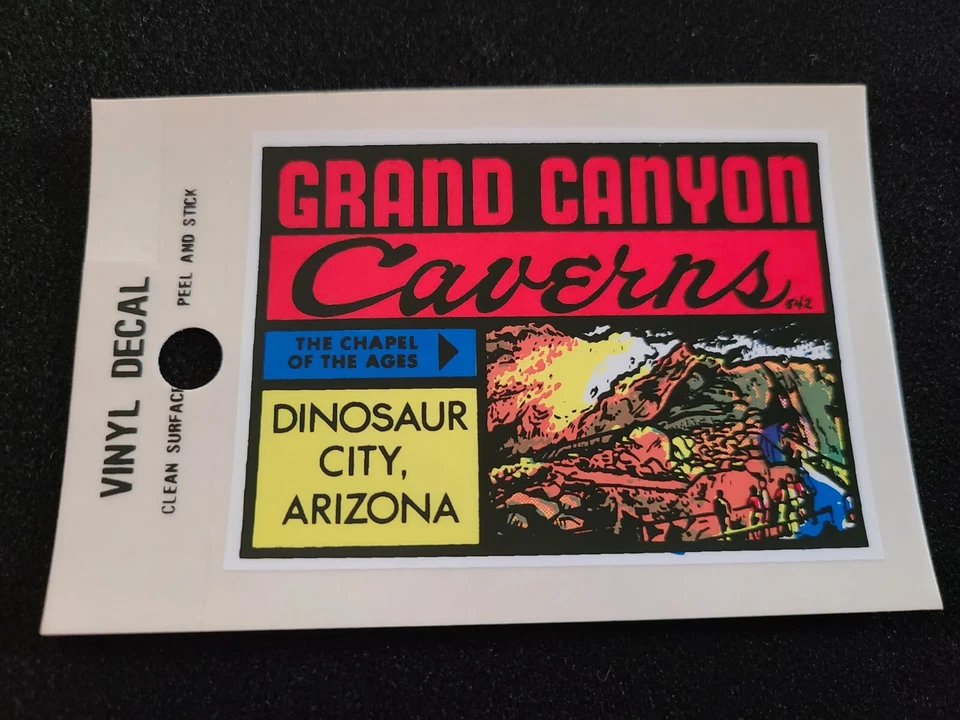 VINYL DECAL
CLEAN SURFACE PEEL AND STICK
GRAND CANYON
Caverns
542
THE CHAPEL
OF THE AGES
DINOSAUR
CITY,
ARIZONA